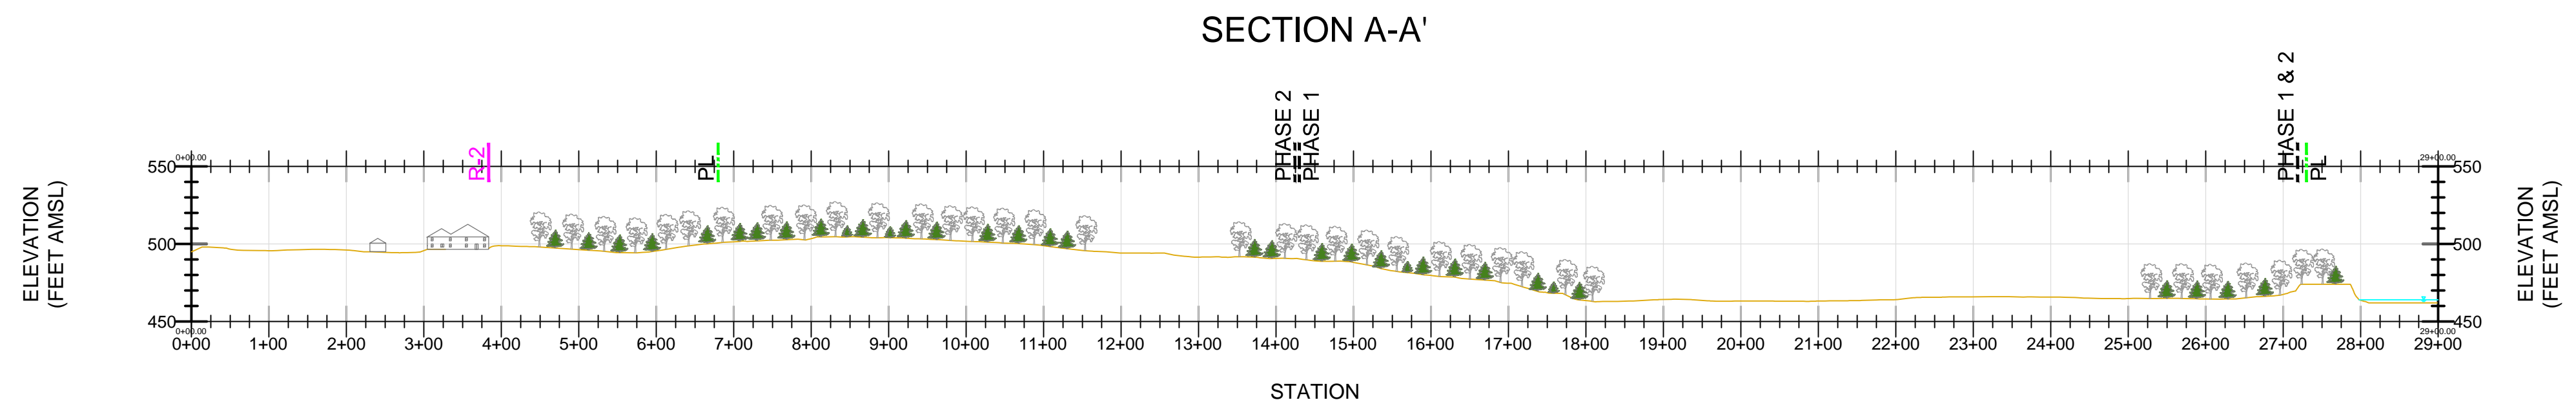 SECTION A-A'
PHASE 1 & 2
PHASE 2
PHASE 1
R-2
PL
PL
0+00.00
29+00.00
550
550
ELEVATION
(FEET AMSL)
500
500
ELEVATION
(FEET AMSL)
450
450
0+00.00
29+00.00
0+00 1+00 2+00 3+00 4+00 5+00 6+00 7+00 8+00 9+00 10+00 11+00 12+00 13+00 14+00 15+00 16+00 17+00 18+00 19+00 20+00 21+00 22+00 23+00 24+00 25+00 26+00 27+00 28+00 29+00
STATION